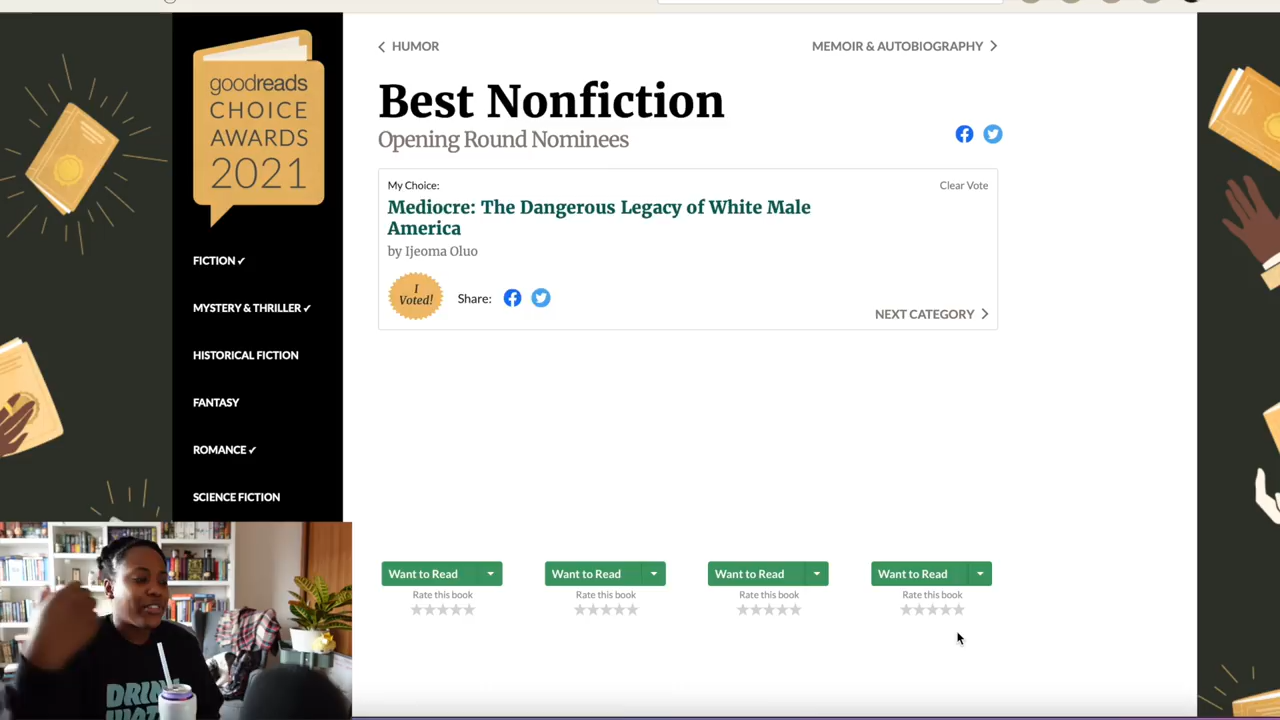 goodreads
CHOICE
AWARDS
2021
FICTION ✓
MYSTERY & THRILLER ✓
HISTORICAL FICTION
FANTASY
ROMANCE ✓
SCIENCE FICTION
HUMOR
MEMOIR & AUTOBIOGRAPHY
Best Nonfiction
Opening Round Nominees
My Choice:
Clear Vote
Mediocre: The Dangerous Legacy of White Male
America
by Ijeoma Oluo
I
Voted!
Share:
NEXT CATEGORY
Want to Read
Want to Read
Want to Read
Want to Read
Rate this book
Rate this book
Rate this book
Rate this book